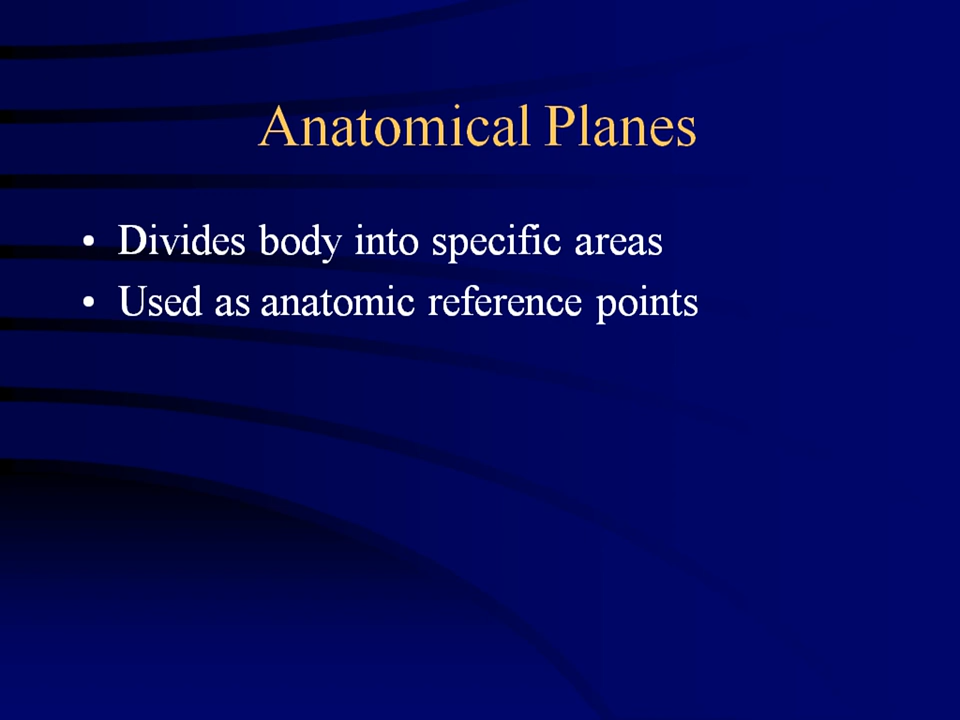 Anatomical Planes
• Divides body into specific areas
• Used as anatomic reference points